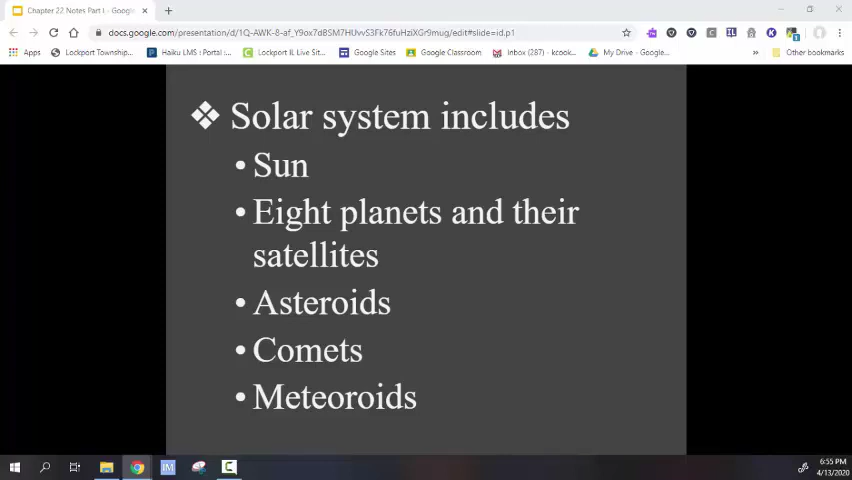 Chapter 22 Notes Part I - Google
docs.google.com/presentation/d/1Q-AWK-8-af_Y9ox7dBSM7HUvvS3Fk76fuHziXGr9mug/edit#slide=id.p1
Apps Lockport Township... Haiku LMS : Portal :... Lockport IL Live Sit... Google Sites Google Classroom Inbox (287) - kcook... My Drive - Google... » Other bookmarks
❖ Solar system includes
• Sun
• Eight planets and their
satellites
• Asteroids
• Comets
• Meteoroids
6:55 PM
4/13/2020